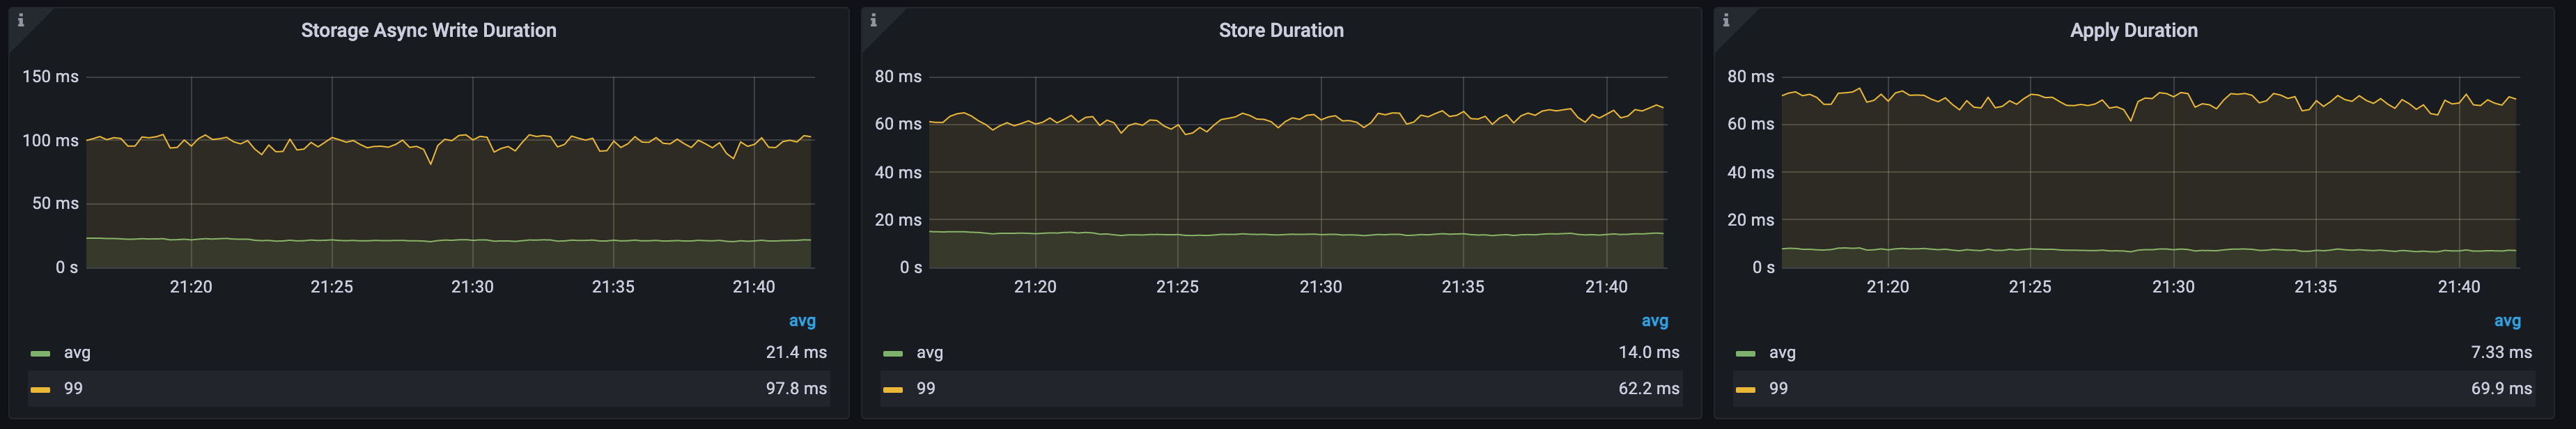 Storage Async Write Duration
150 ms
100 ms
50 ms
0 s
21:20 21:25 21:30 21:35 21:40
avg
avg 21.4 ms
99 97.8 ms
Store Duration
80 ms
60 ms
40 ms
20 ms
0 s
21:20 21:25 21:30 21:35 21:40
avg
avg 14.0 ms
99 62.2 ms
Apply Duration
80 ms
60 ms
40 ms
20 ms
0 s
21:20 21:25 21:30 21:35 21:40
avg
avg 7.33 ms
99 69.9 ms